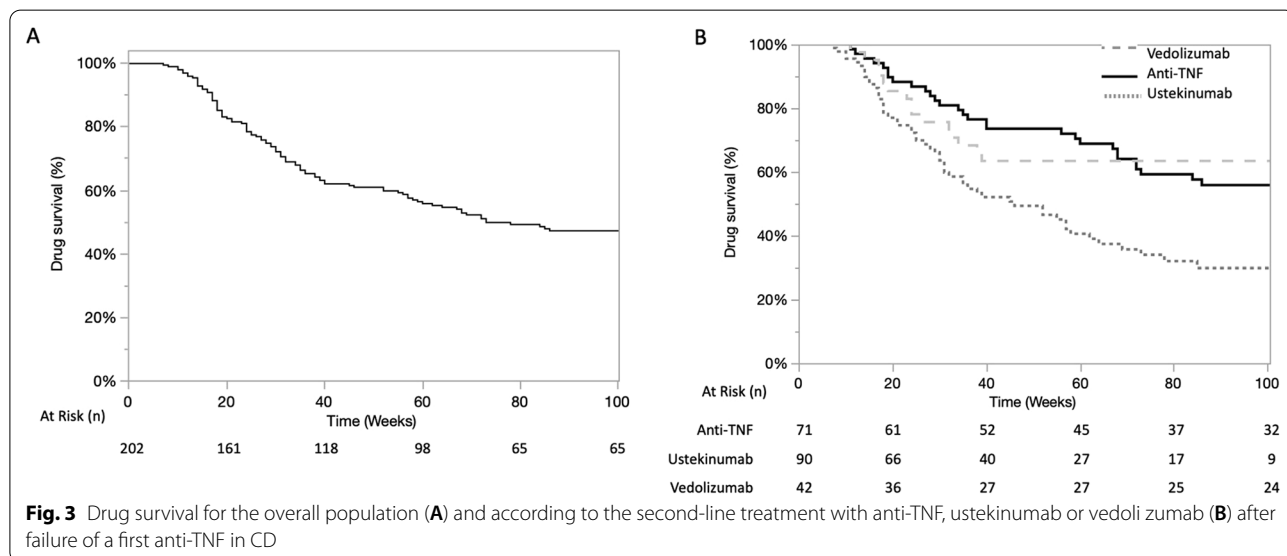 A
100%
80%
60%
40%
20%
0%
Drug survival (%)
0 20 40 60 80 100
At Risk (n)
Time (Weeks)
202 161 118 98 65 65
B
100%
80%
60%
40%
20%
0%
Drug survival (%)
Vedolizumab
Anti-TNF
Ustekinumab
0 20 40 60 80 100
At Risk (n)
Time (Weeks)
Anti-TNF 71 61 52 45 37 32
Ustekinumab 90 66 40 27 17 9
Vedolizumab 42 36 27 27 25 24
Fig. 3 Drug survival for the overall population (A) and according to the second-line treatment with anti-TNF, ustekinumab or vedoli zumab (B) after
failure of a first anti-TNF in CD